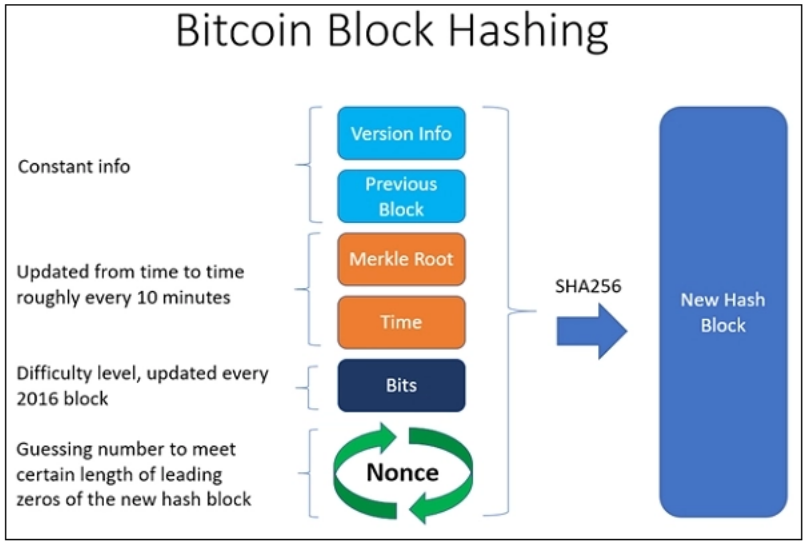 Bitcoin Block Hashing
Constant info
Version Info
Previous
Block
Updated from time to time
roughly every 10 minutes
Merkle Root
Time
Difficulty level, updated every
2016 block
Bits
Guessing number to meet
certain length of leading
zeros of the new hash block
Nonce
SHA256
New Hash
Block